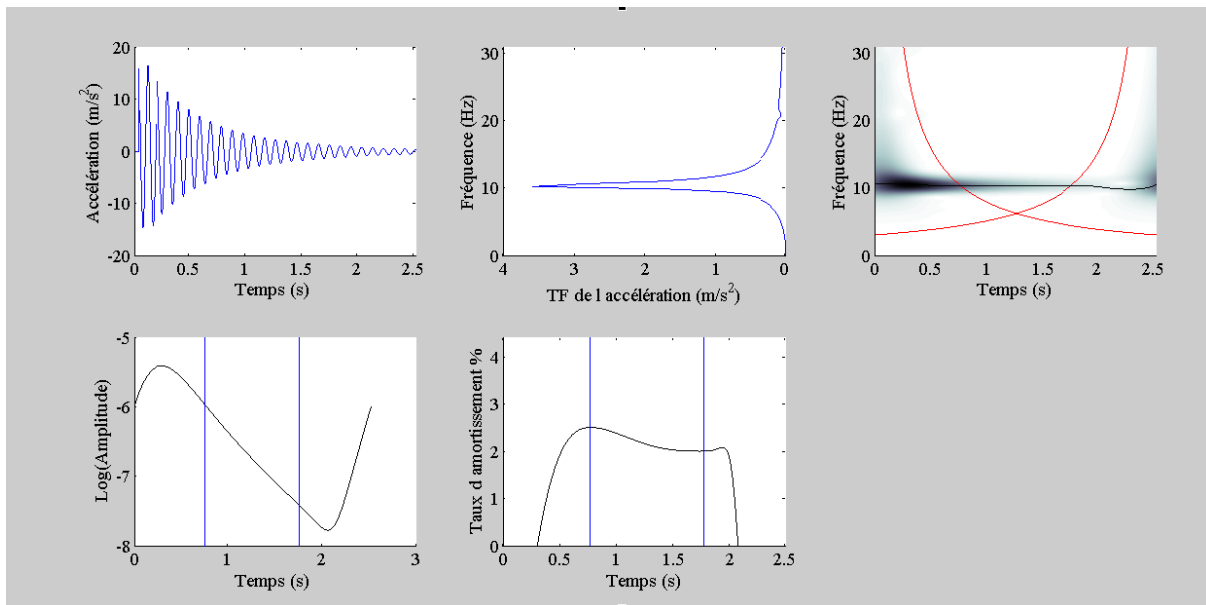 20
10
0
-10
-20
Accélération (m/s²)
0 0.5 1 1.5 2 2.5
Temps (s)
30
20
10
0
Fréquence (Hz)
4 3 2 1 0
TF de l accélération (m/s²)
30
20
10
0
Fréquence (Hz)
0 0.5 1 1.5 2 2.5
Temps (s)
-5
-6
-7
-8
Log(Amplitude)
0 1 2 3
Temps (s)
4
3
2
1
0
Taux d amortissement %
0 0.5 1 1.5 2 2.5
Temps (s)